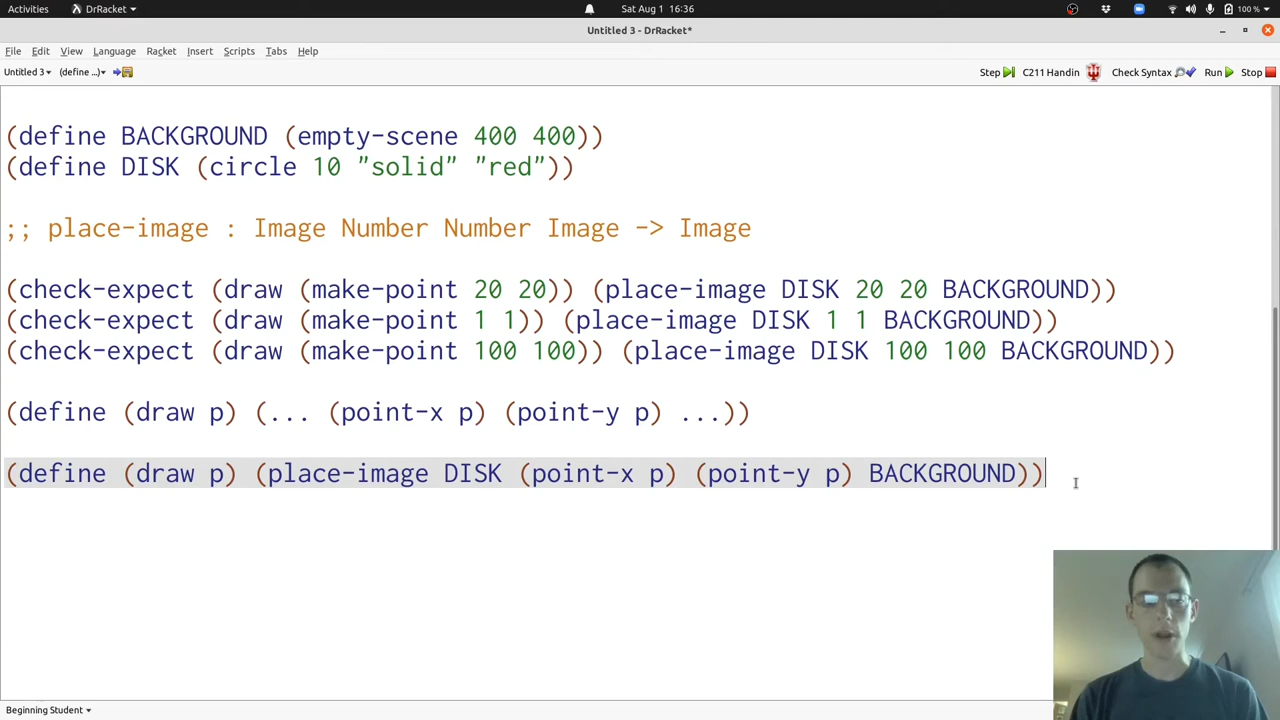 Activities DrRacket Sat Aug 1 16:36 100 %
Untitled 3 - DrRacket*
File Edit View Language Racket Insert Scripts Tabs Help
Untitled 3 (define ...) Step C211 Handin Check Syntax Run Stop
(define BACKGROUND (empty-scene 400 400))
(define DISK (circle 10 "solid" "red"))
;; place-image : Image Number Number Image -> Image
(check-expect (draw (make-point 20 20)) (place-image DISK 20 20 BACKGROUND))
(check-expect (draw (make-point 1 1)) (place-image DISK 1 1 BACKGROUND))
(check-expect (draw (make-point 100 100)) (place-image DISK 100 100 BACKGROUND))
(define (draw p) (... (point-x p) (point-y p) ...))
(define (draw p) (place-image DISK (point-x p) (point-y p) BACKGROUND))
Beginning Student